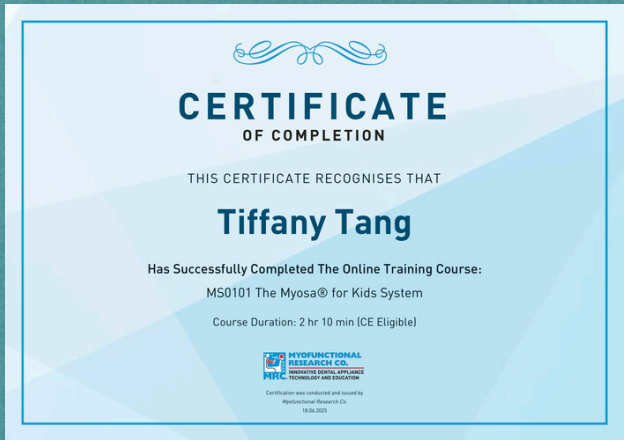 CERTIFICATE
OF COMPLETION
THIS CERTIFICATE RECOGNISES THAT
Tiffany Tang
Has Successfully Completed The Online Training Course:
MS0101 The Myosa® for Kids System
Course Duration: 2 hr 10 min (CE Eligible)
MYOFUNCTIONAL
RESEARCH CO.
MRC INNOVATIVE DENTAL APPLIANCE
TECHNOLOGY AND EDUCATION
Certification was conducted and issued by
Myofunctional Research Co.
18.04.2025